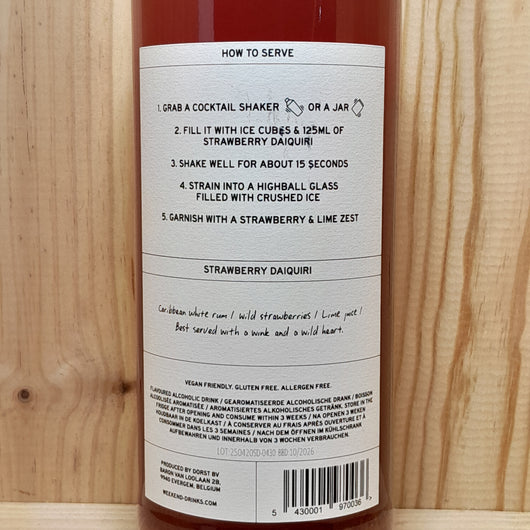 HOW TO SERVE
1. GRAB A COCKTAIL SHAKER OR A JAR
2. FILL IT WITH ICE CUBES & 125ML OF
STRAWBERRY DAIQUIRI
3. SHAKE WELL FOR ABOUT 15 SECONDS
4. STRAIN INTO A HIGHBALL GLASS
FILLED WITH CRUSHED ICE
5. GARNISH WITH A STRAWBERRY & LIME ZEST
STRAWBERRY DAIQUIRI
Caribbean white rum / wild strawberries / Lime juice /
Best served with a wink and a wild heart.
VEGAN FRIENDLY. GLUTEN FREE. ALLERGEN FREE.
FLAVOURED ALCOHOLIC DRINK / GEAROMATISEERDE ALCOHOLISCHE DRANK / BOISSON
ALCOOLISÉE AROMATISÉE / AROMATISIERTES ALKOHOLISCHES GETRÄNK. STORE IN THE
FRIDGE AFTER OPENING AND CONSUME WITHIN 3 WEEKS / NA OPENEN 3 WEKEN
HOUDBAAR IN DE KOELKAST / À CONSERVER AU FRAIS APRÈS OUVERTURE ET À
CONSOMMER DANS LES 3 SEMAINES / NACH DEM ÖFFNEN IM KÜHLSCHRANK
AUFBEWAHREN UND INNERHALB VON 3 WOCHEN VERBRAUCHEN.
LOT: 250420SD-0430 BBD:10/2026
PRODUCED BY DORST BV
BARON VAN LOOLAAN 2B,
9940 EVERGEM, BELGIUM
WEEKEND-DRINKS.COM
5 430001 970036 >